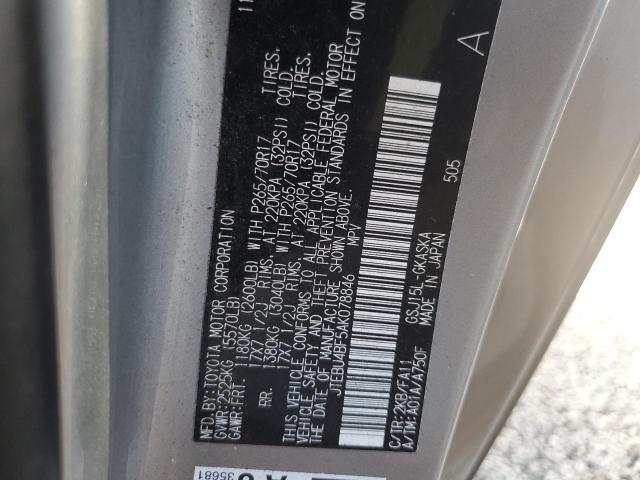 11
MFD.BY:TOYOTA MOTOR CORPORATION
GVWR:2525KG (5570LB)
GAWR:FRT. 1180KG (2600LB) WITH P265/70R17 TIRES.
17X7 1/2J RIMS, AT 220KPA (32PSI) COLD.
RR. 1380KG (3040LB) WITH P265/70R17 TIRES.
17X7 1/2J RIMS, AT 220KPA (32PSI) COLD.
THIS VEHICLE CONFORMS TO ALL APPLICABLE FEDERAL MOTOR
VEHICLE SAFETY AND THEFT PREVENTION STANDARDS IN EFFECT ON
THE DATE OF MANUFACTURE SHOWN ABOVE.
JTEBU4BF5AK078846 MPV
C/TR:2KB/FA11 GSJ15L-GKASKA
A/TM:A01A/A750F MADE IN JAPAN
505
A
35681